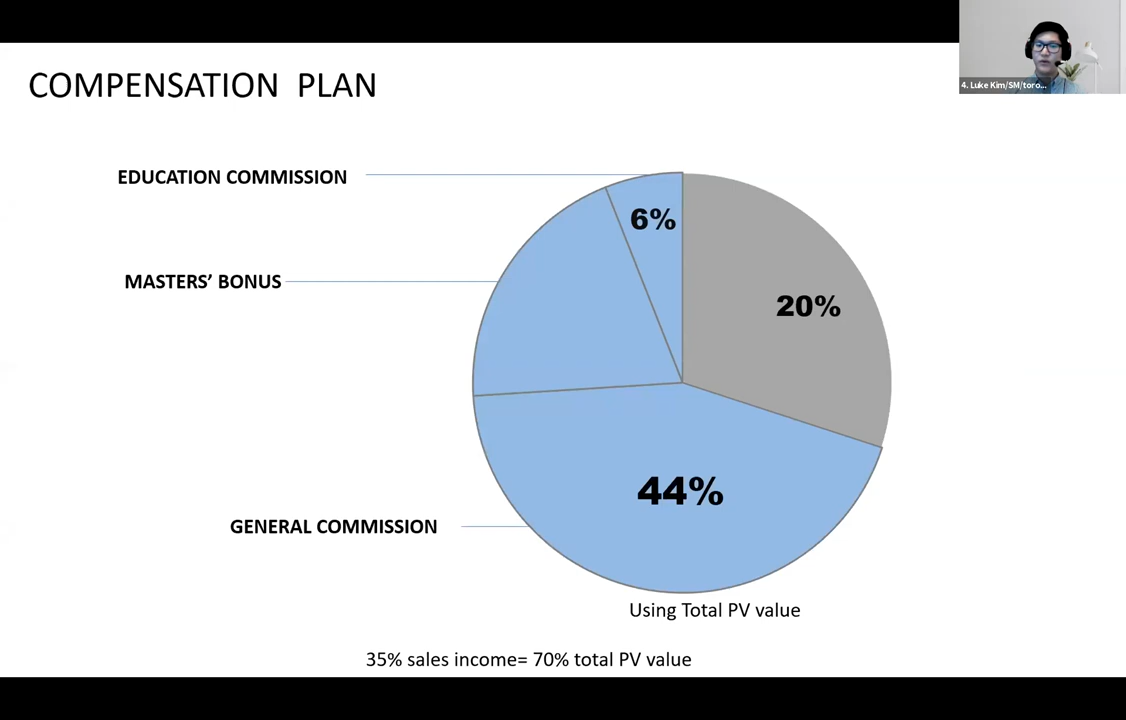 4. Luke Kim/SM/toro...
COMPENSATION PLAN
EDUCATION COMMISSION
6%
MASTERS’ BONUS
20%
44%
GENERAL COMMISSION
Using Total PV value
35% sales income= 70% total PV value